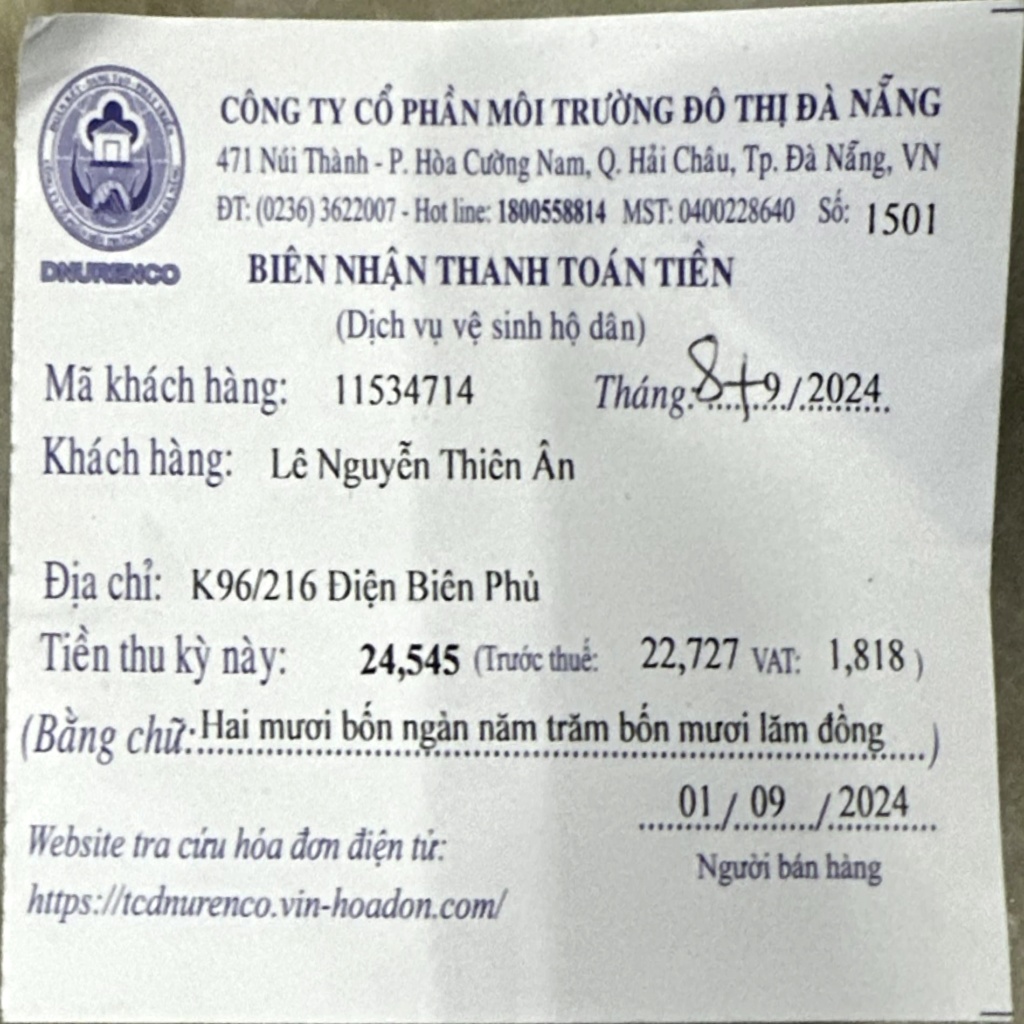 CÔNG TY CỔ PHẦN MÔI TRƯỜNG ĐÔ THỊ ĐÀ NẴNG
471 Núi Thành - P. Hòa Cường Nam, Q. Hải Châu, Tp. Đà Nẵng, VN
ĐT: (0236) 3622007 - Hot line: 1800558814 MST: 0400228640 Số: 1501
DNURENCO
BIÊN NHẬN THANH TOÁN TIỀN
(Dịch vụ vệ sinh hộ dân)
Mã khách hàng: 11534714 Tháng: 8+9/2024
Khách hàng: Lê Nguyễn Thiên Ân
Địa chỉ: K96/216 Điện Biên Phủ
Tiền thu kỳ này: 24,545 (Trước thuế: 22,727 VAT: 1,818)
(Bằng chữ: Hai mươi bốn ngàn năm trăm bốn mươi lăm đồng)
01/09/2024
Người bán hàng
Website tra cứu hóa đơn điện tử:
https://tcdnurenco.vin-hoadon.com/